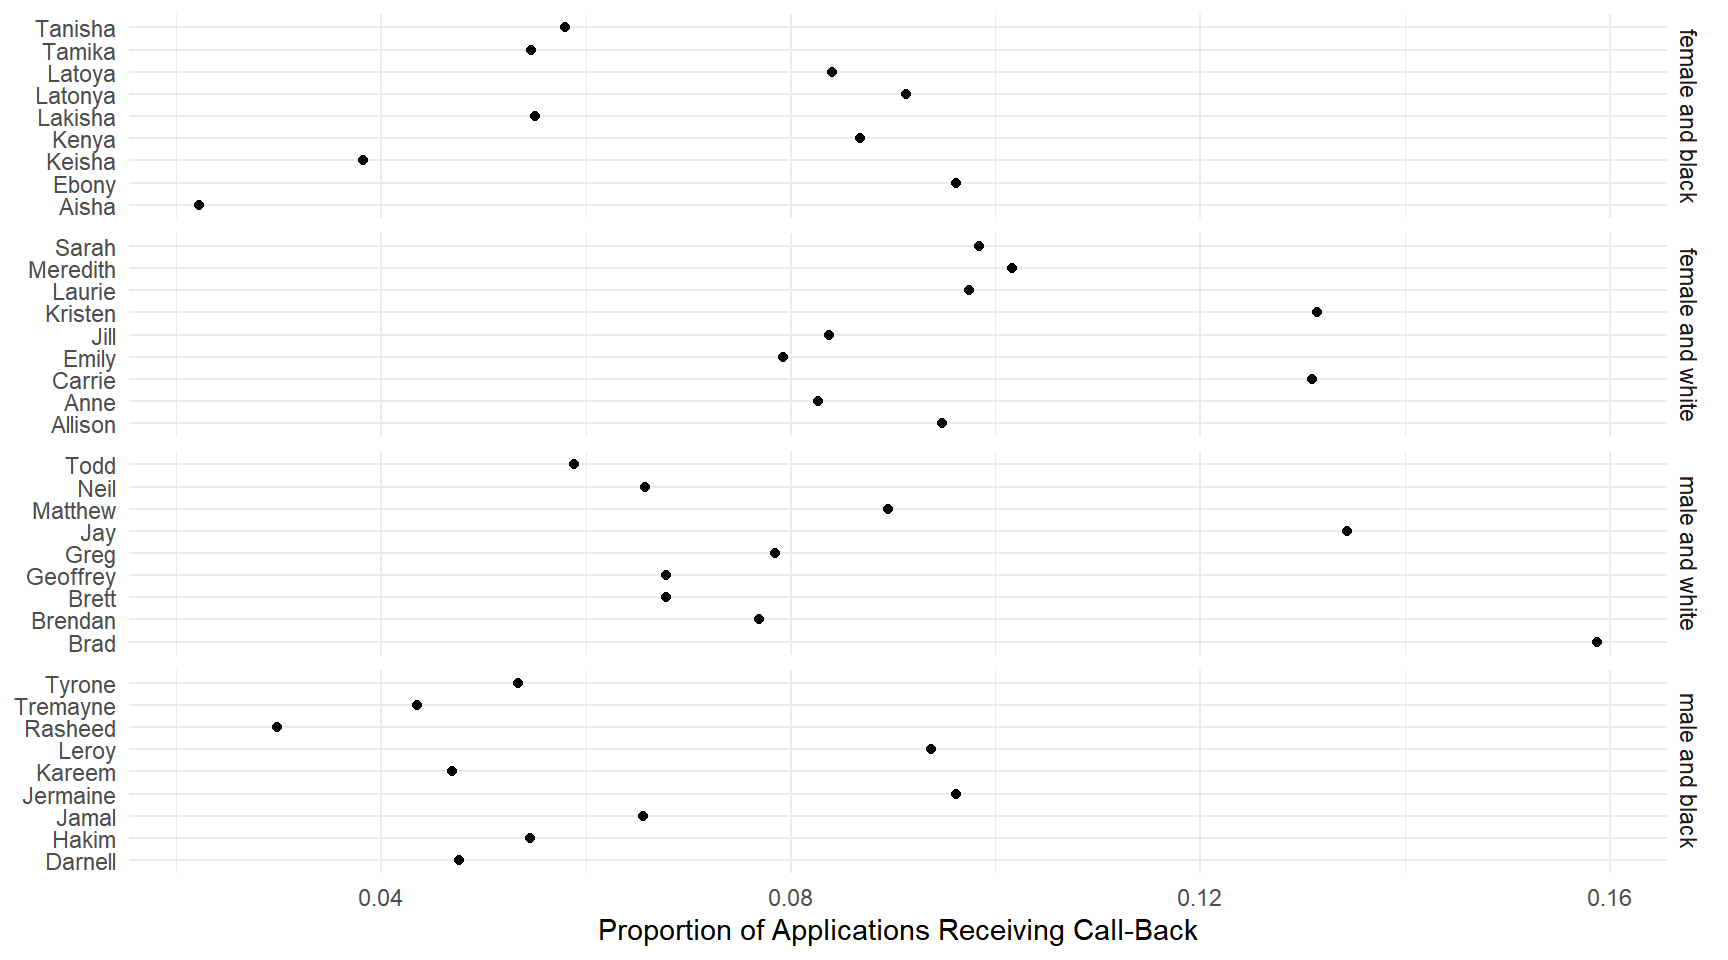 Tanisha
Tamika
Latoya
Latonya
Lakisha
Kenya
Keisha
Ebony
Aisha
female and black
Sarah
Meredith
Laurie
Kristen
Jill
Emily
Carrie
Anne
Allison
female and white
Todd
Neil
Matthew
Jay
Greg
Geoffrey
Brett
Brendan
Brad
male and white
Tyrone
Tremayne
Rasheed
Leroy
Kareem
Jermaine
Jamal
Hakim
Darnell
male and black
0.04 0.08 0.12 0.16
Proportion of Applications Receiving Call-Back